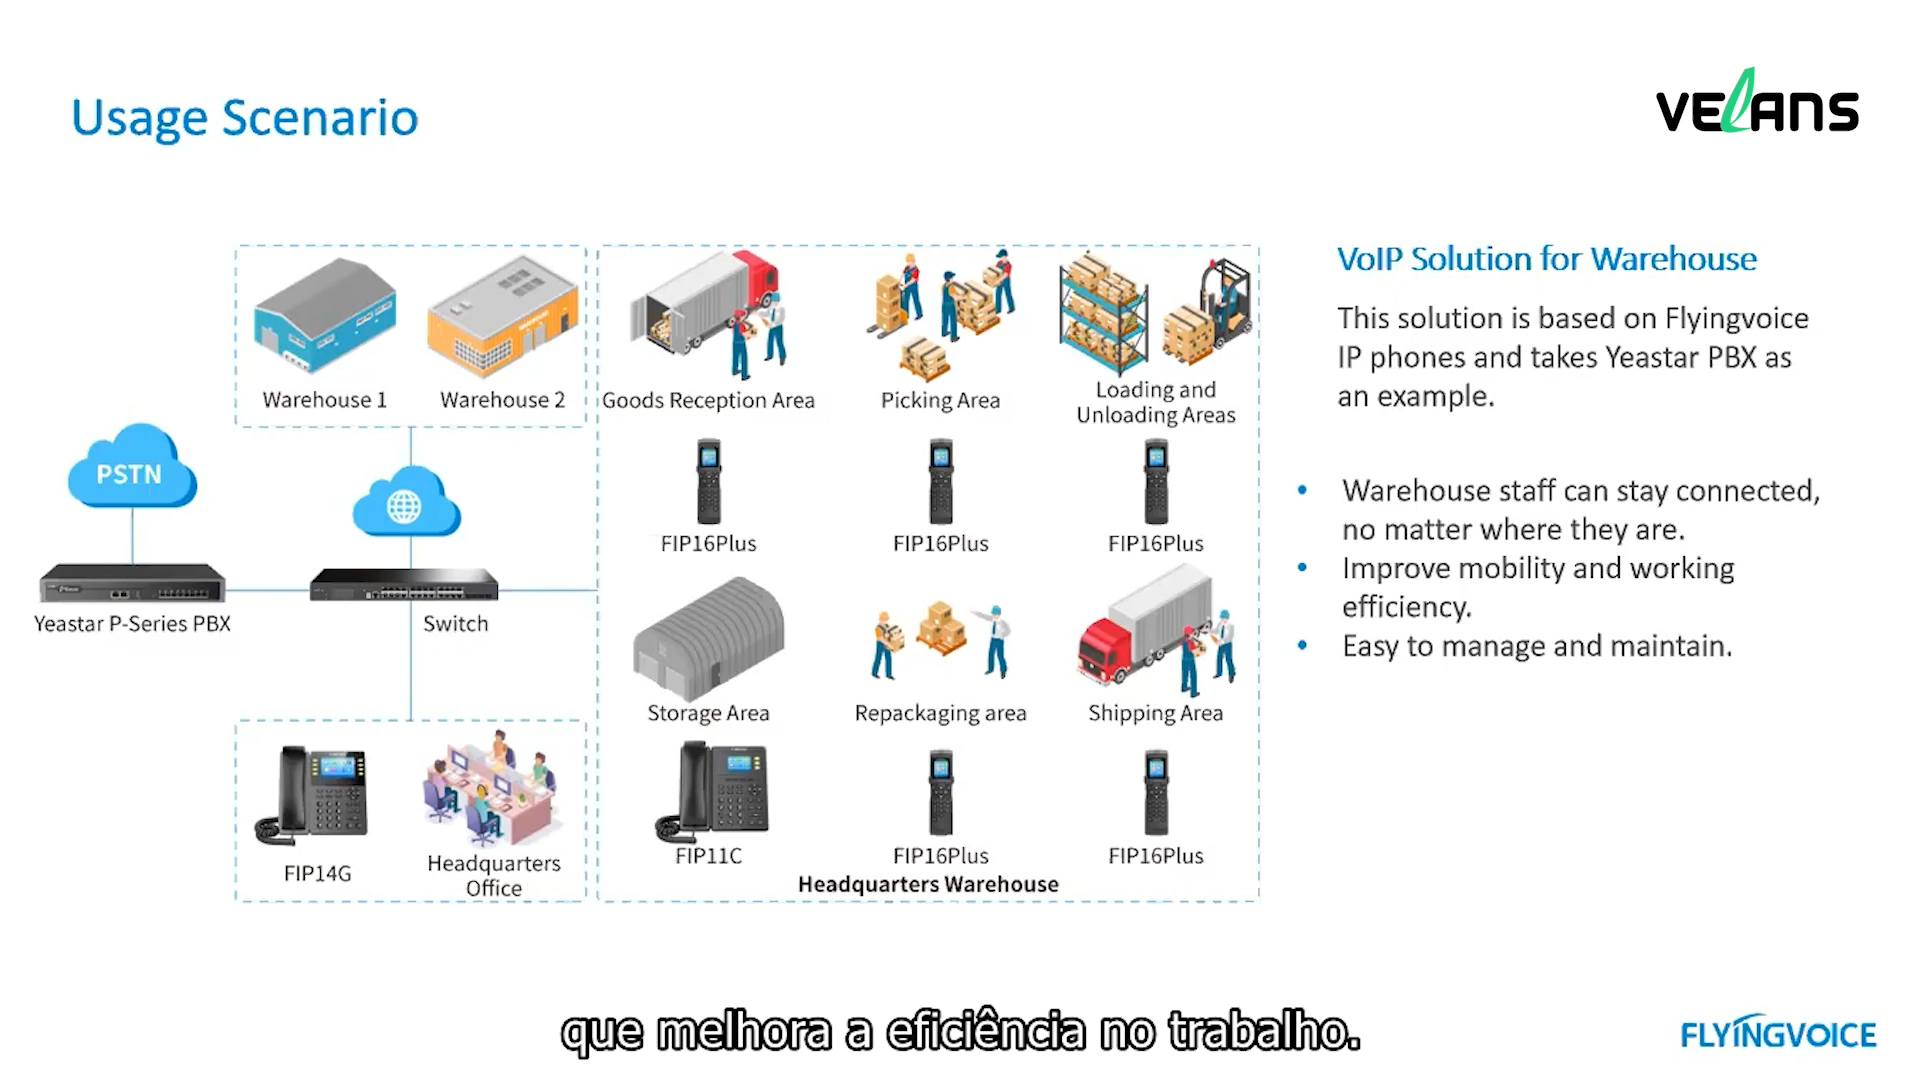 Usage Scenario
VELANS
Warehouse 1
Warehouse 2
Goods Reception Area
Picking Area
Loading and
Unloading Areas
PSTN
FIP16Plus
FIP16Plus
FIP16Plus
Yeastar P-Series PBX
Switch
Storage Area
Repackaging area
Shipping Area
FIP14G
Headquarters
Office
FIP11C
FIP16Plus
FIP16Plus
Headquarters Warehouse
VoIP Solution for Warehouse
This solution is based on Flyingvoice
IP phones and takes Yeastar PBX as
an example.
• Warehouse staff can stay connected,
no matter where they are.
• Improve mobility and working
efficiency.
• Easy to manage and maintain.
que melhora a eficiência no trabalho.
FLYINGVOICE